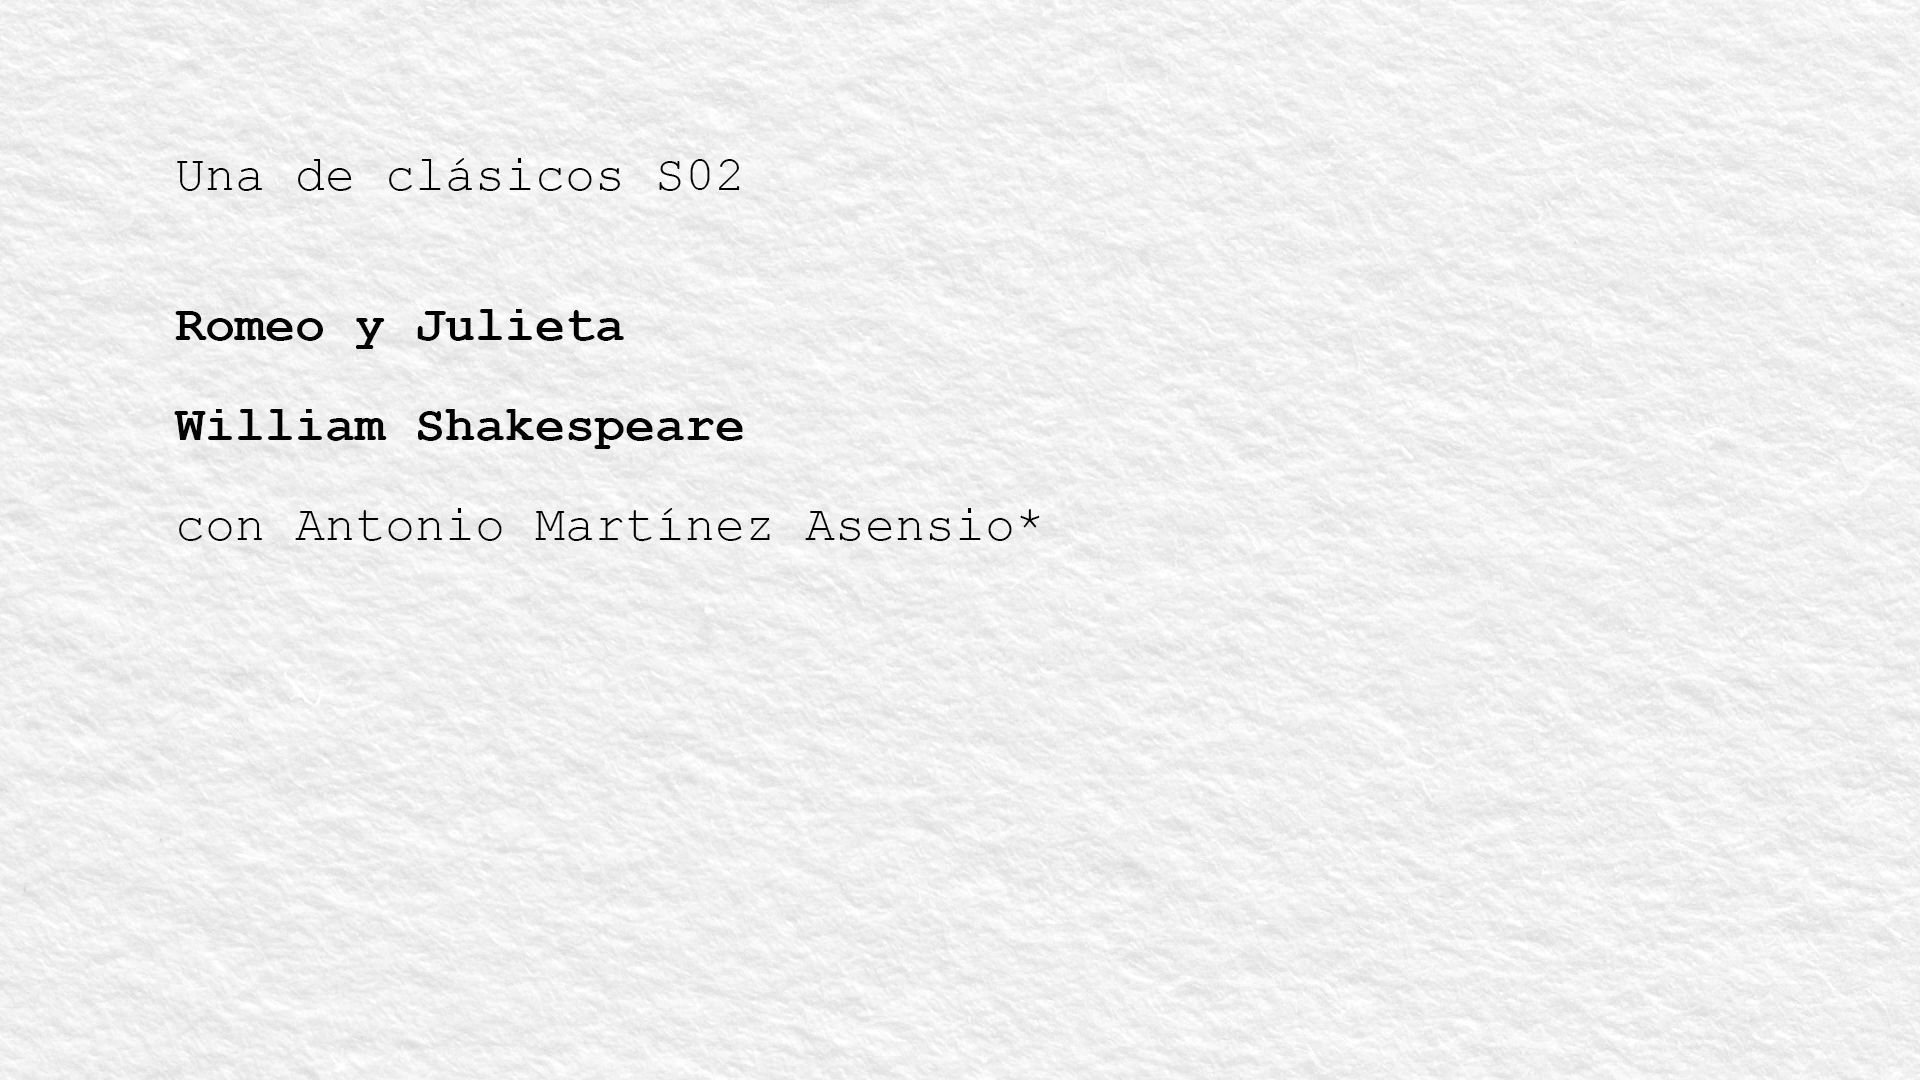 Una de clásicos S02
Romeo y Julieta
William Shakespeare
con Antonio Martínez Asensio*